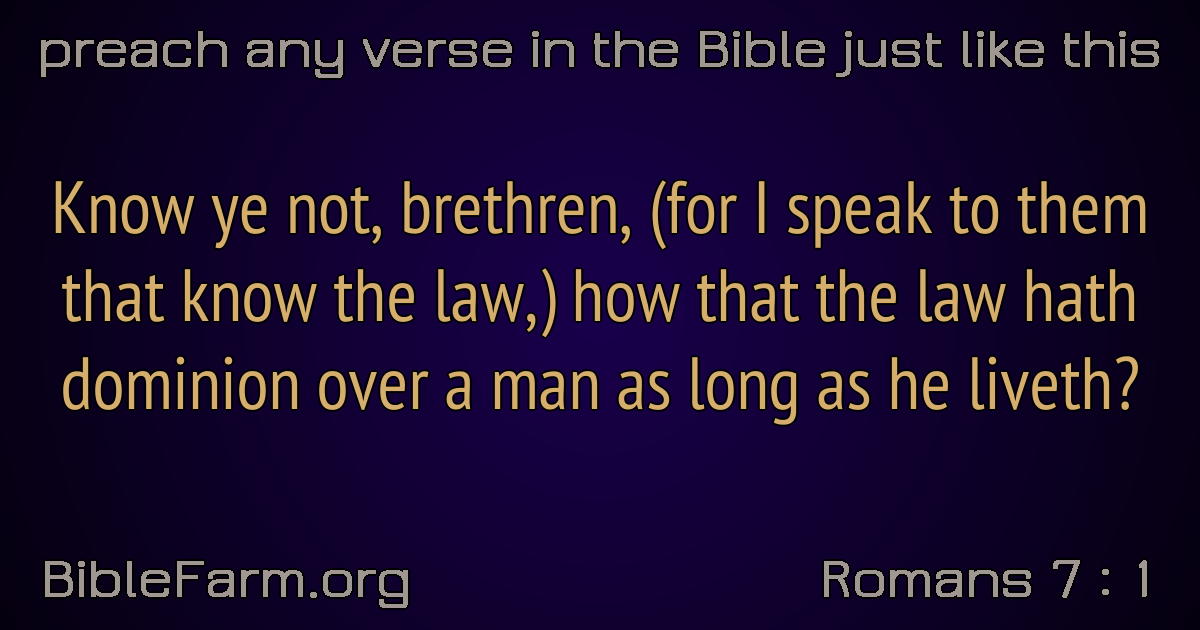 preach any verse in the Bible just like this
Know ye not, brethren, (for I speak to them
that know the law,) how that the law hath
dominion over a man as long as he liveth?
BibleFarm.org
Romans 7 : 1